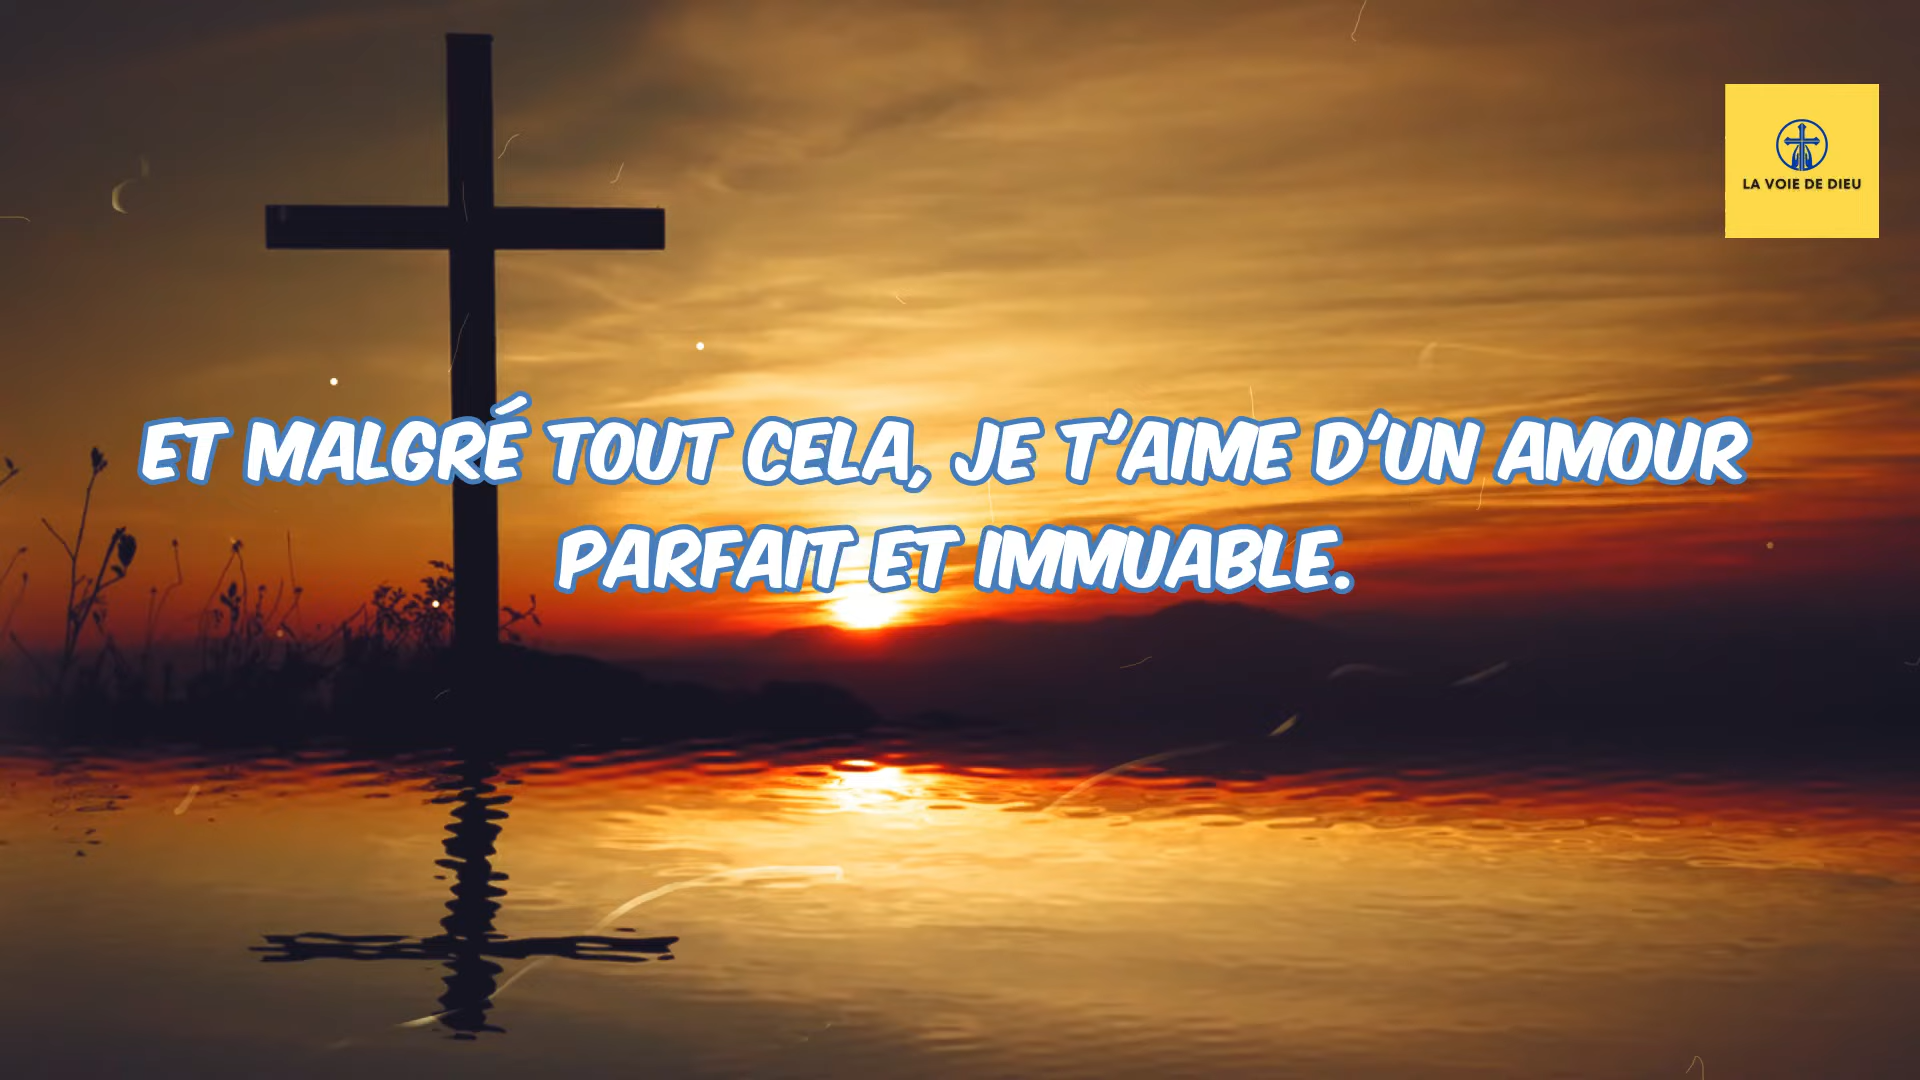 LA VOIE DE DIEU
ET MALGRÉ TOUT CELA, JE T'AIME D'UN AMOUR
PARFAIT ET IMMUABLE.